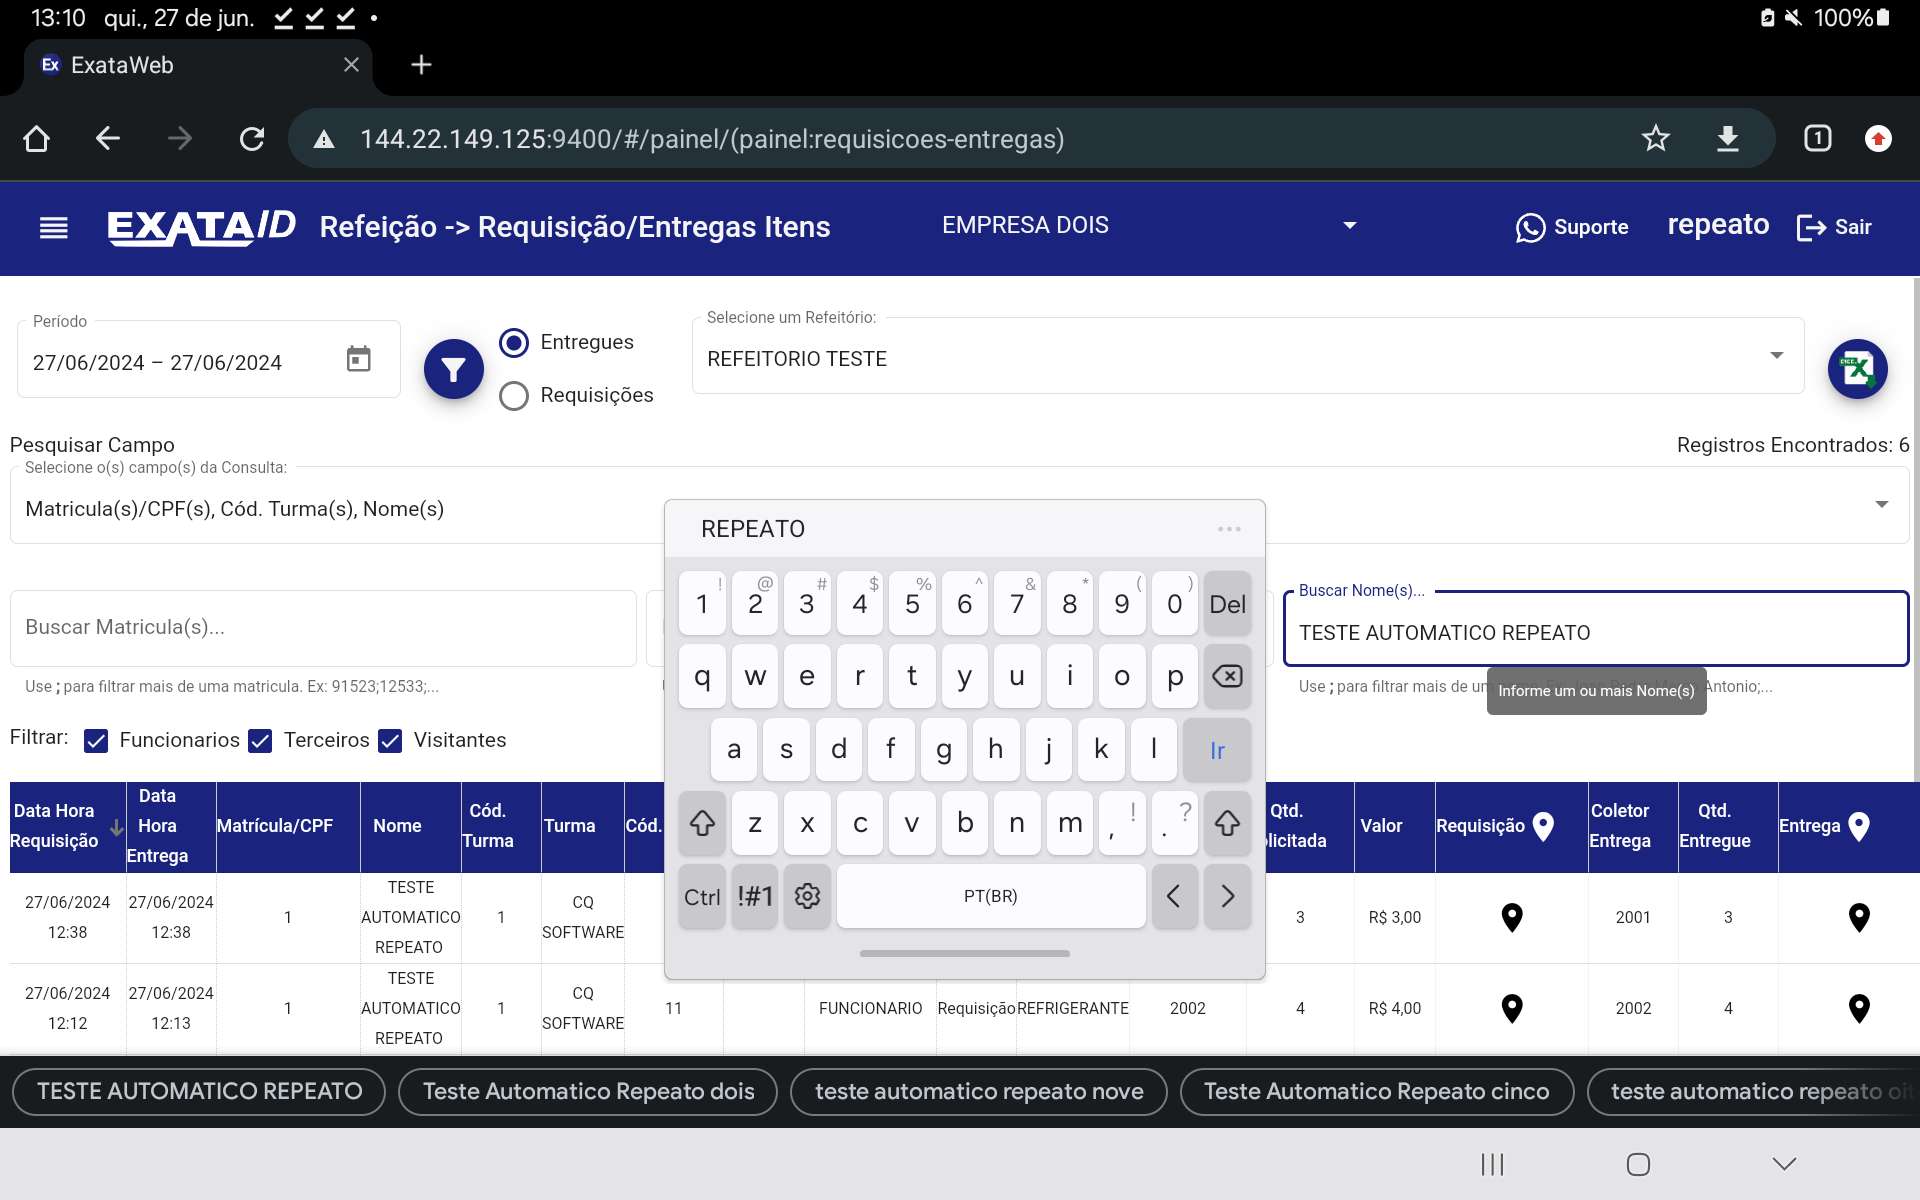 13:10 qui., 27 de jun.
100%
Ex ExataWeb
144.22.149.125:9400/#/painel/(painel:requisicoes-entregas)
1
EXATA/ID Refeição -> Requisição/Entregas Itens EMPRESA DOIS Suporte repeato Sair
Período
27/06/2024 – 27/06/2024
Entregues
Requisições
Selecione um Refeitório:
REFEITORIO TESTE
Pesquisar Campo
Registros Encontrados: 6
Selecione o(s) campo(s) da Consulta:
Matricula(s)/CPF(s), Cód. Turma(s), Nome(s)
Buscar Matricula(s)...
Use ; para filtrar mais de uma matricula. Ex: 91523;12533;...
Buscar Nome(s)...
TESTE AUTOMATICO REPEATO
Use ; para filtrar mais de um
Antonio;...
Informe um ou mais Nome(s)
Filtrar: Funcionarios Terceiros Visitantes
REPEATO
! @ # $ % ^ & * ( )
1 2 3 4 5 6 7 8 9 0 Del
q w e r t y u i o p
a s d f g h j k l Ir
z x c v b n m , ! . ?
Ctrl !#1 PT(BR)
Data Hora Requisição
Data Hora Entrega
Matrícula/CPF
Nome
Cód. Turma
Turma
Cód.
Qtd.
licitada
Valor
Requisição
Coletor Entrega
Qtd. Entregue
Entrega
27/06/2024 12:38 27/06/2024 12:38 1 TESTE AUTOMATICO REPEATO 1 CQ SOFTWARE 3 R$ 3,00 2001 3
27/06/2024 12:12 27/06/2024 12:13 1 TESTE AUTOMATICO REPEATO 1 CQ SOFTWARE 11 FUNCIONARIO Requisição REFRIGERANTE 2002 4 R$ 4,00 2002 4
TESTE AUTOMATICO REPEATO Teste Automatico Repeato dois teste automatico repeato nove Teste Automatico Repeato cinco teste automatico repeato oit